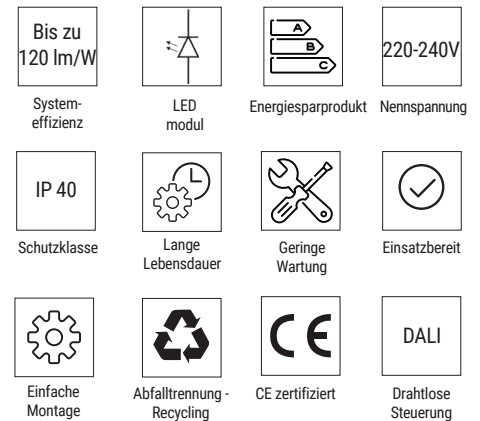 Bis zu
120 lm/W
A
B
C
220-240V
System-
effizienz
LED
modul
Energiesparprodukt
Nennspannung
IP 40
Schutzklasse
Lange
Lebensdauer
Geringe
Wartung
Einsatzbereit
CE
DALI
Einfache
Montage
Abfalltrennung -
Recycling
CE zertifiziert
Drahtlose
Steuerung